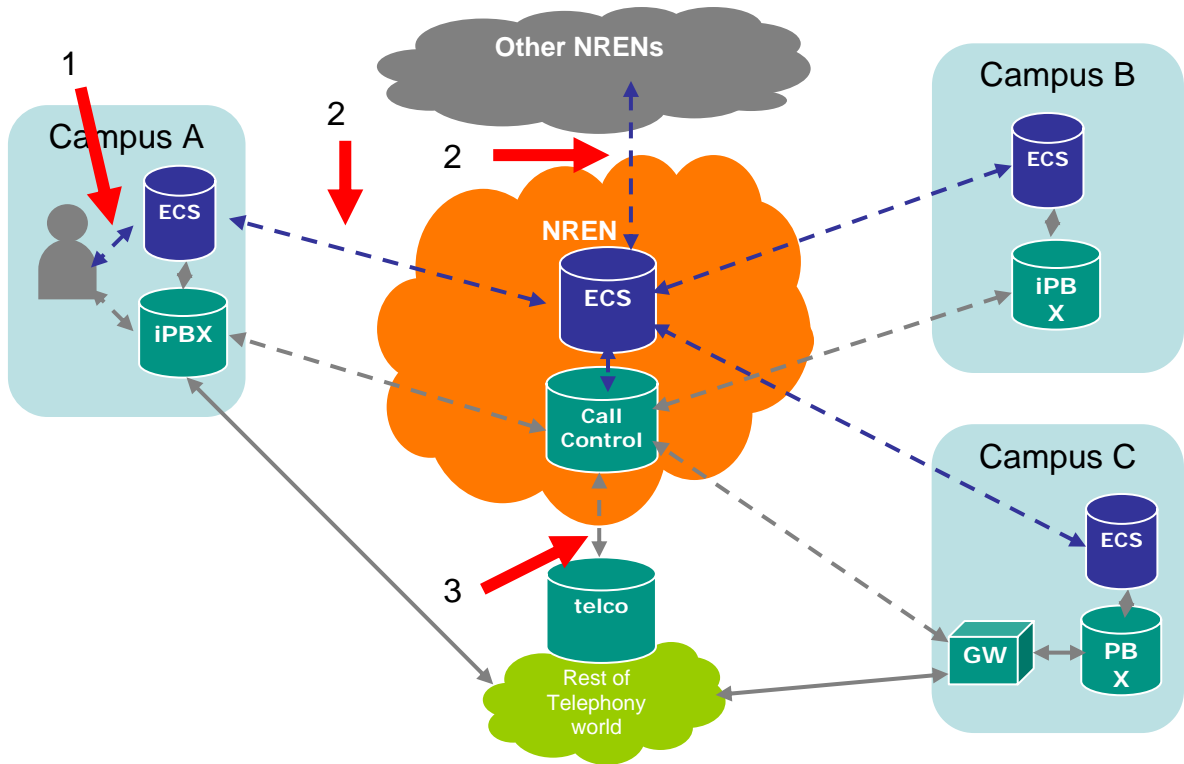 Other NRENs
1
Campus A
2
2
Campus B
ECS
ECS
NREN
ECS
iPB
X
iPBX
Call
Control
Campus C
ECS
3
telco
GW
PB
X
Rest of
Telephony
world